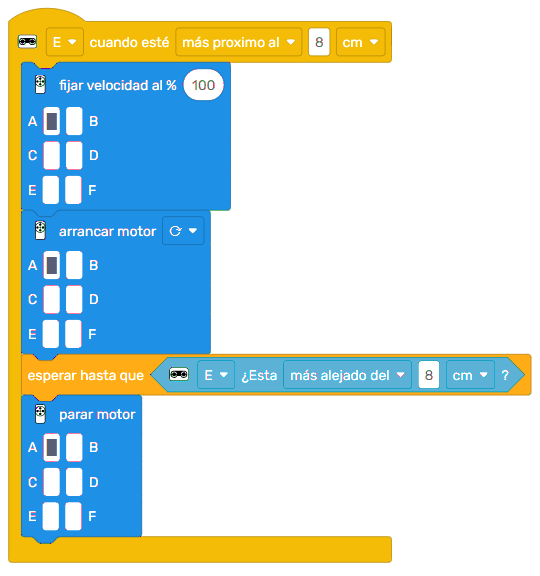 E cuando esté más proximo al 8 cm
fijar velocidad al % 100
A B
C D
E F
arrancar motor
A B
C D
E F
esperar hasta que E ¿Esta más alejado del 8 cm ?
parar motor
A B
C D
E F